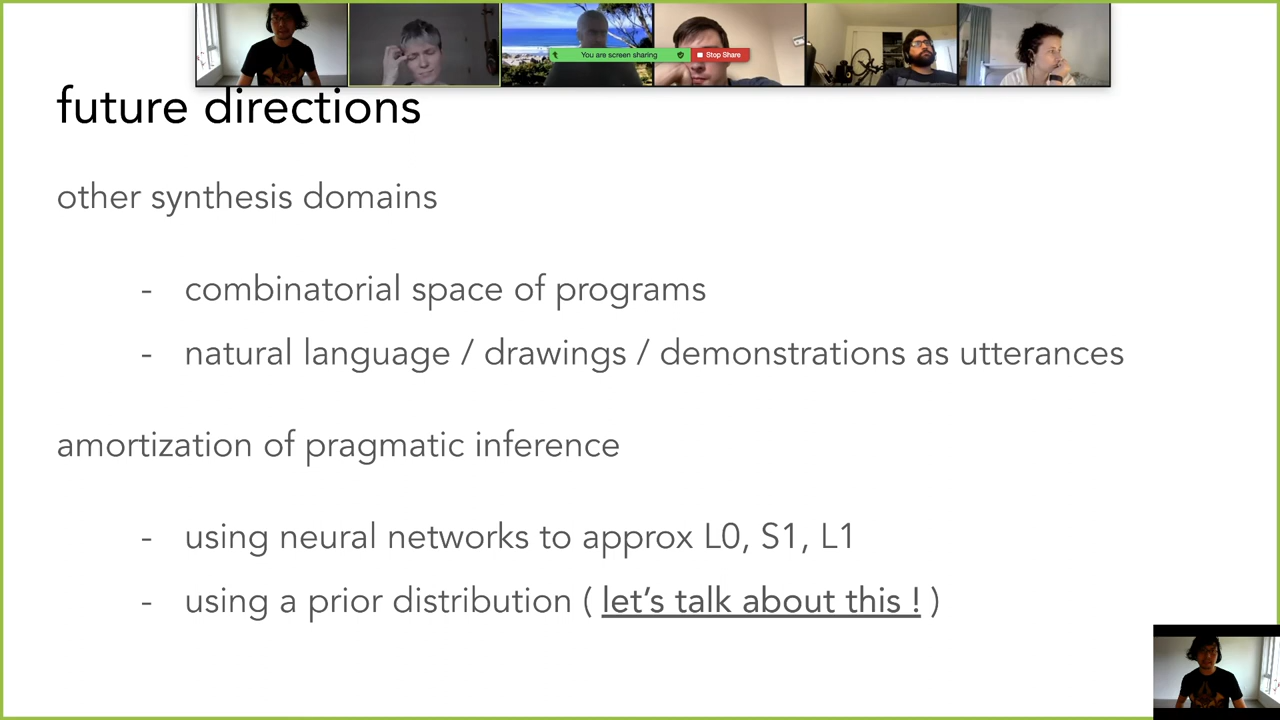 You are screen sharing Stop Share
future directions
other synthesis domains
- combinatorial space of programs
- natural language / drawings / demonstrations as utterances
amortization of pragmatic inference
- using neural networks to approx L0, S1, L1
- using a prior distribution ( let's talk about this ! )